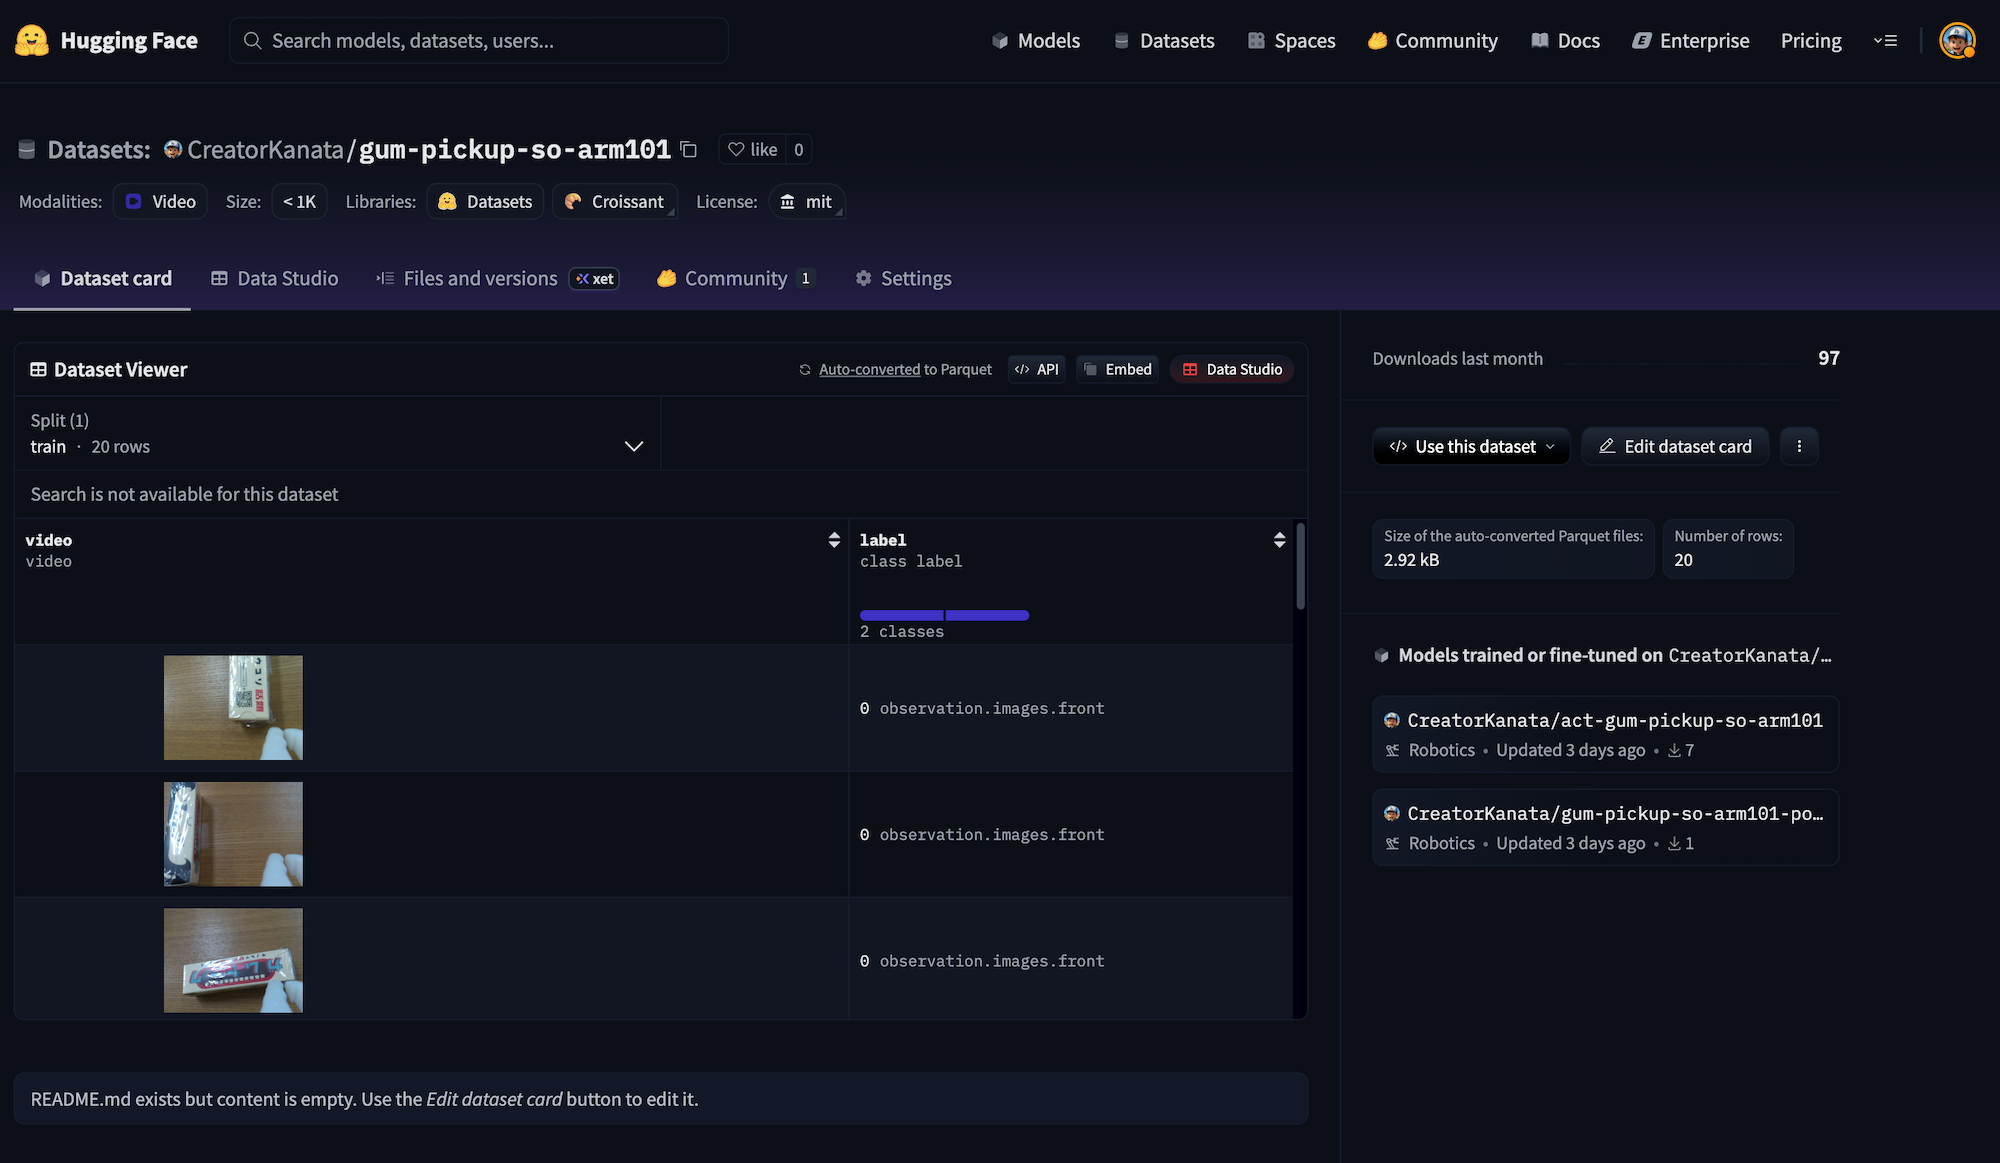 Hugging Face
Search models, datasets, users...
Models
Datasets
Spaces
Community
Docs
Enterprise
Pricing
Datasets: CreatorKanata/gum-pickup-so-arm101
like 0
Modalities: Video Size: < 1K Libraries: Datasets Croissant License: mit
Dataset card
Data Studio
Files and versions xet
Community 1
Settings
Dataset Viewer
Auto-converted to Parquet
API
Embed
Data Studio
Split (1)
train · 20 rows
Search is not available for this dataset
video
video
label
class label
2 classes
0 observation.images.front
0 observation.images.front
0 observation.images.front
README.md exists but content is empty. Use the Edit dataset card button to edit it.
Downloads last month 97
Use this dataset
Edit dataset card
Size of the auto-converted Parquet files:
2.92 kB
Number of rows:
20
Models trained or fine-tuned on CreatorKanata/…
CreatorKanata/act-gum-pickup-so-arm101
Robotics • Updated 3 days ago • 7
CreatorKanata/gum-pickup-so-arm101-po…
Robotics • Updated 3 days ago • 1